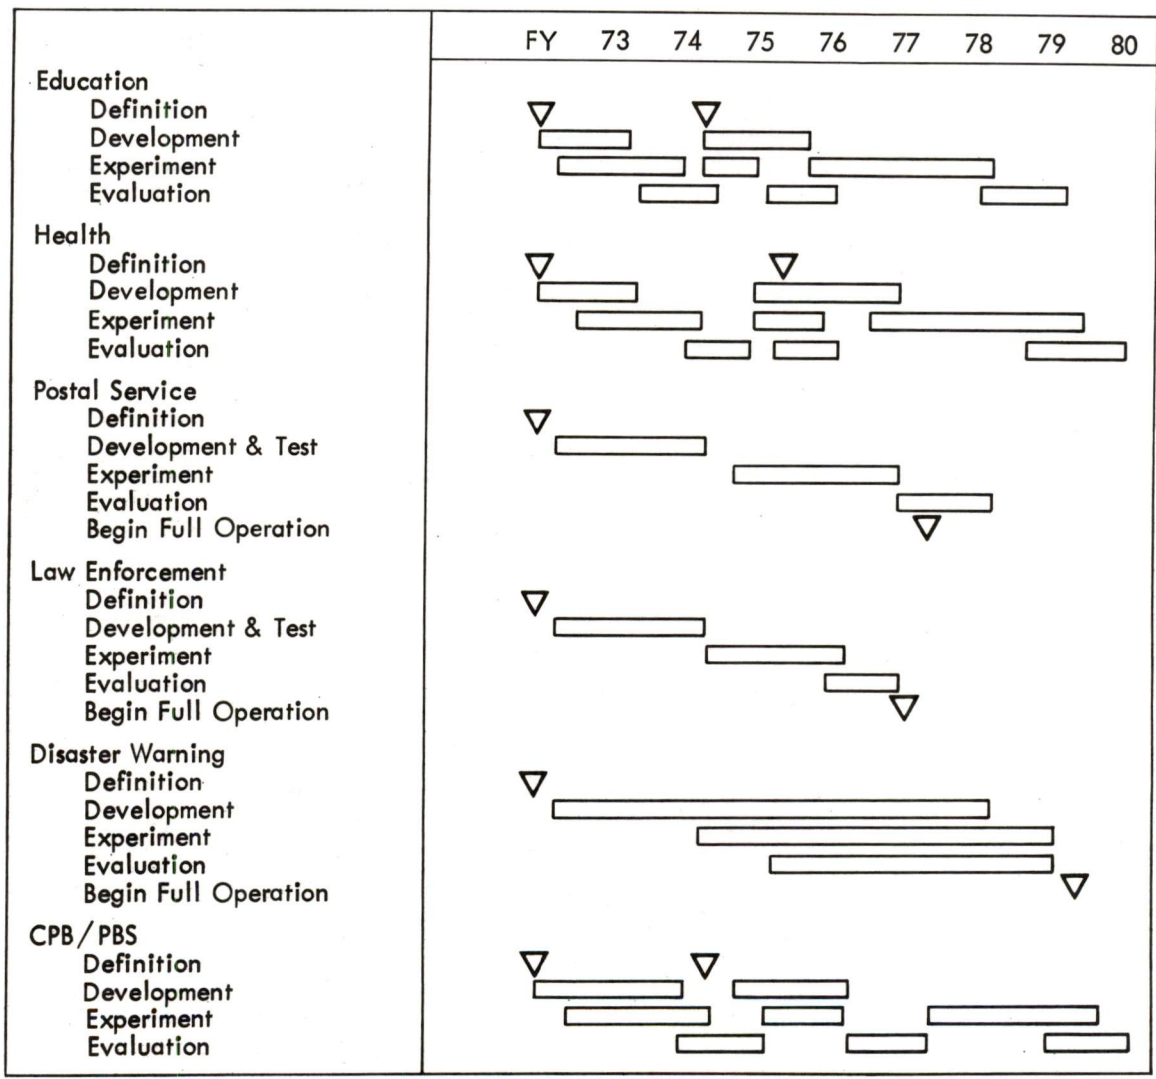 FY 73 74 75 76 77 78 79 80
Education
Definition
Development
Experiment
Evaluation
Health
Definition
Development
Experiment
Evaluation
Postal Service
Definition
Development & Test
Experiment
Evaluation
Begin Full Operation
Law Enforcement
Definition
Development & Test
Experiment
Evaluation
Begin Full Operation
Disaster Warning
Definition
Development
Experiment
Evaluation
Begin Full Operation
CPB/PBS
Definition
Development
Experiment
Evaluation